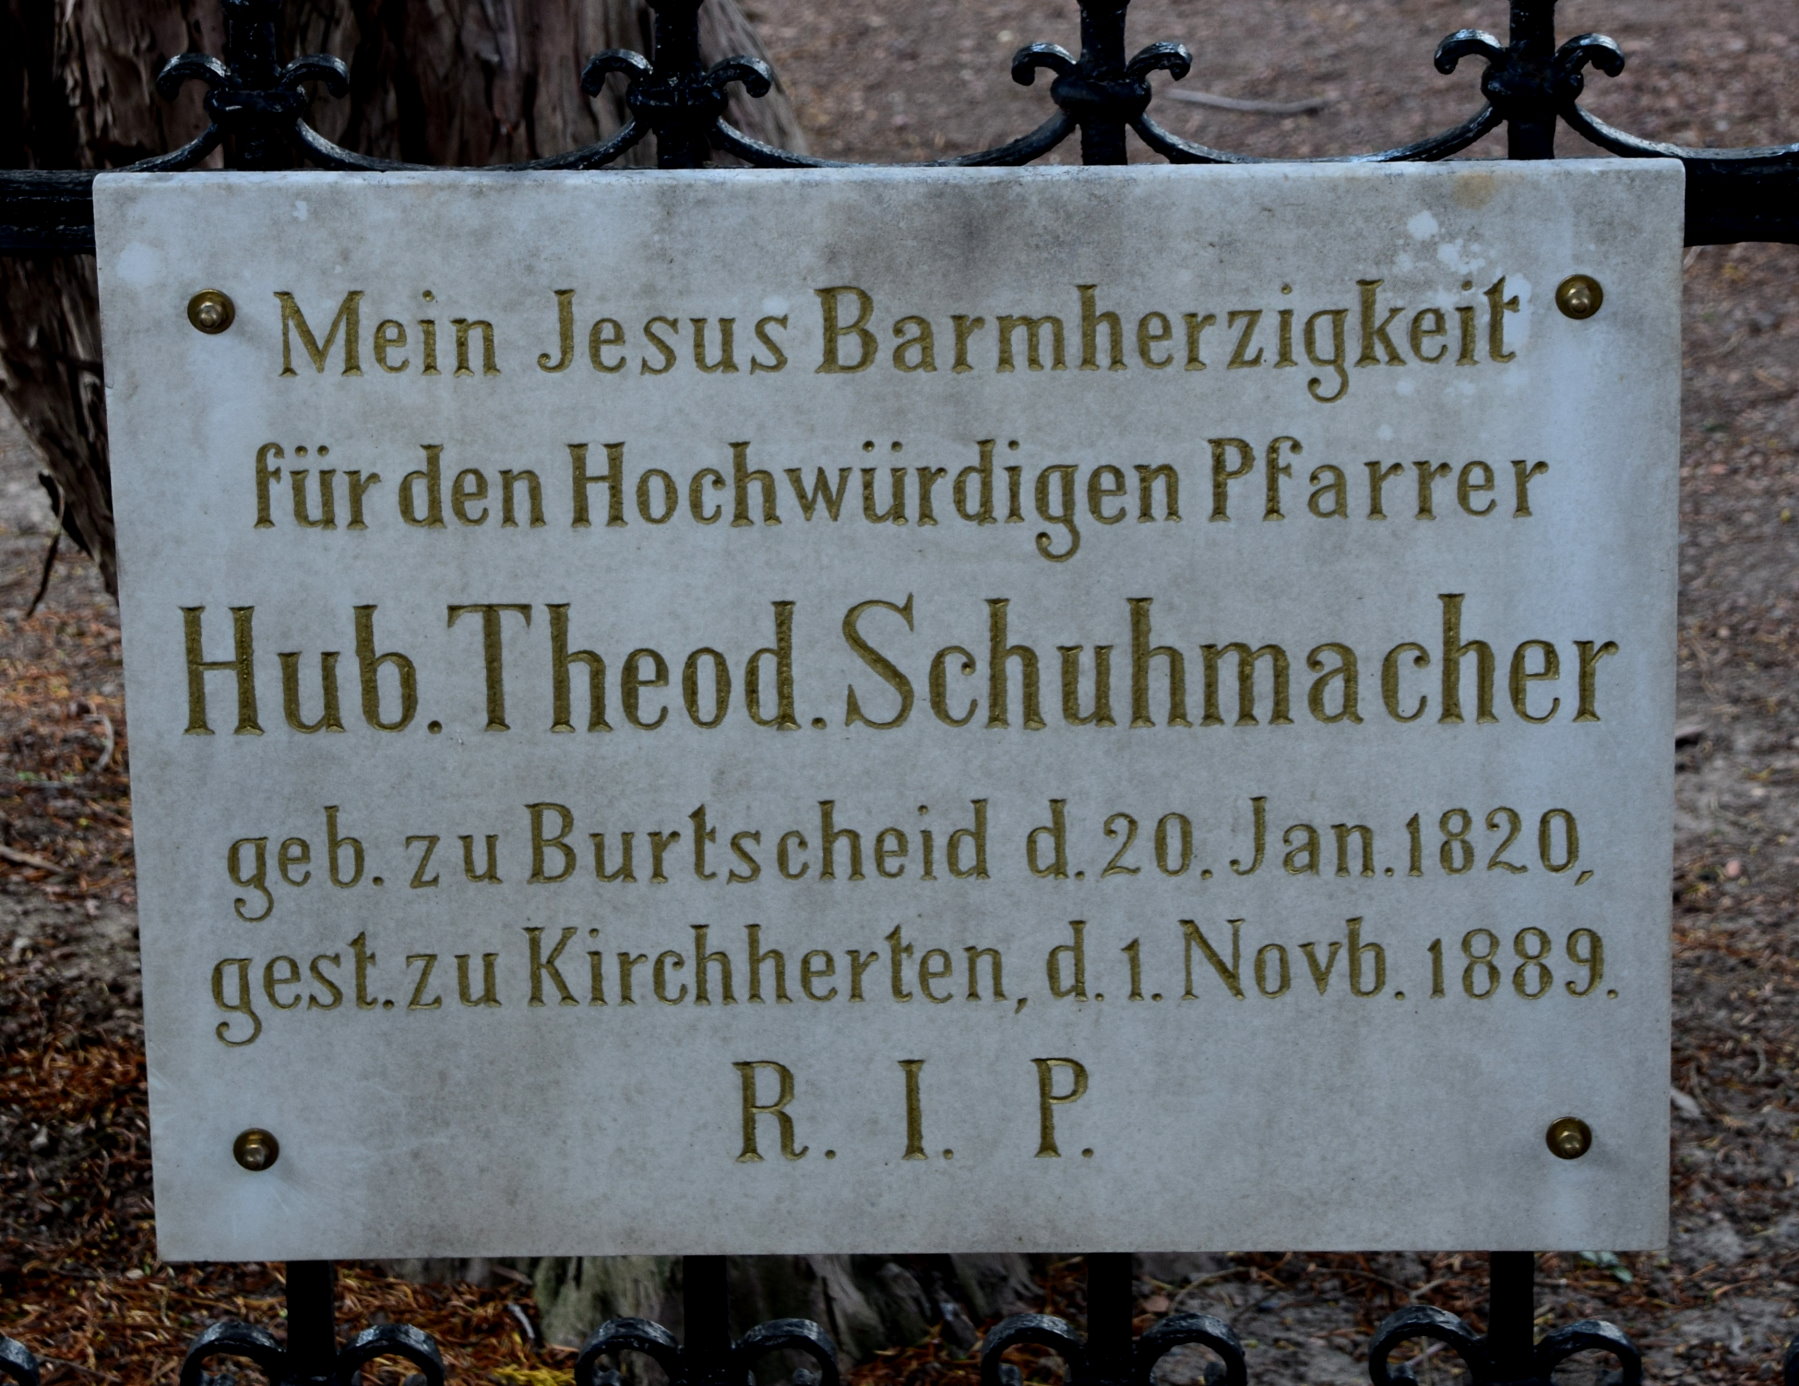 Mein Jesus Barmherzigkeit
für den Hochwürdigen Pfarrer
Hub. Theod. Schuhmacher
geb. zu Burtscheid d. 20. Jan. 1820,
gest. zu Kirchherten, d. 1. Novb. 1889.
R. I. P.